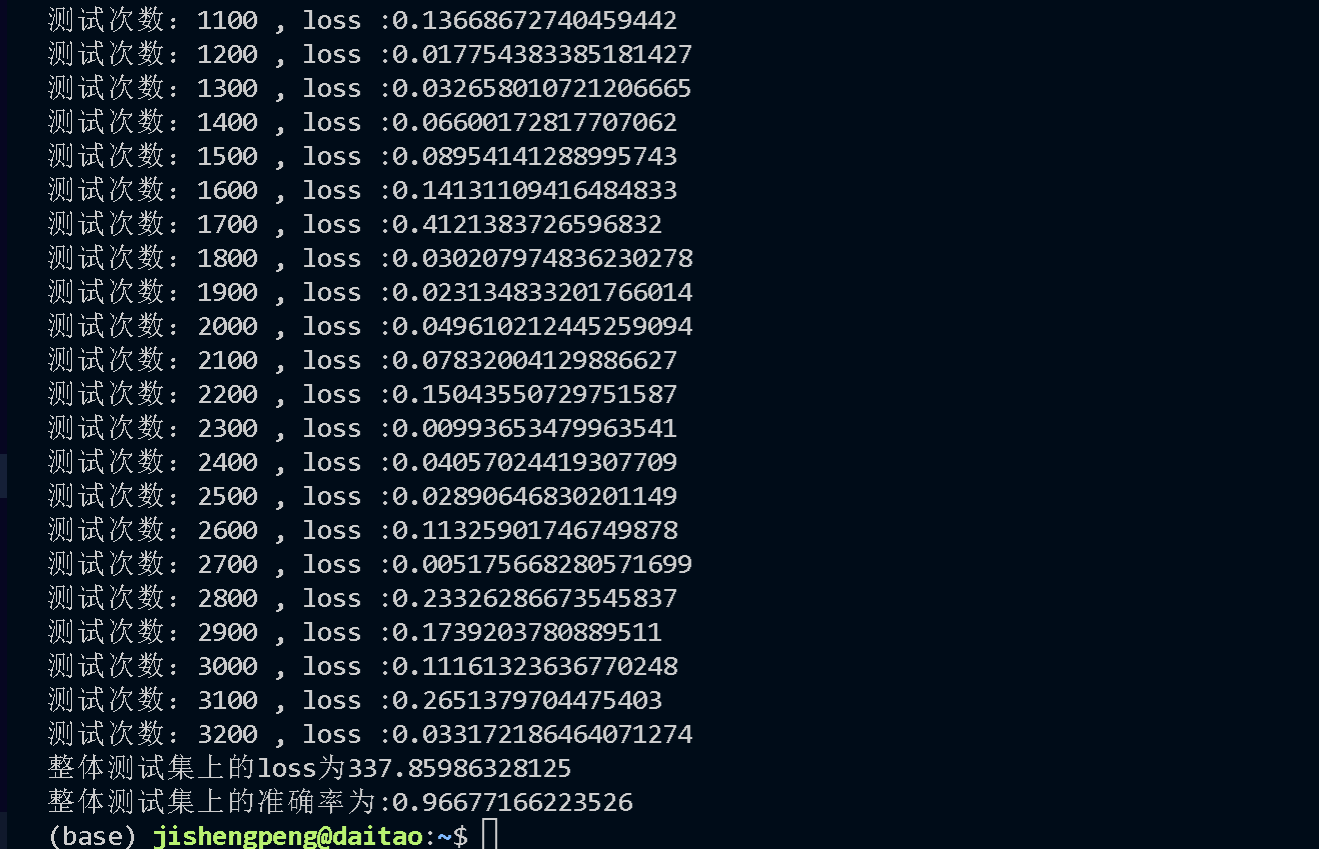 测试次数：1100 , loss :0.13668672740459442
测试次数：1200 , loss :0.017754383385181427
测试次数：1300 , loss :0.032658010721206665
测试次数：1400 , loss :0.06600172817707062
测试次数：1500 , loss :0.08954141288995743
测试次数：1600 , loss :0.14131109416484833
测试次数：1700 , loss :0.4121383726596832
测试次数：1800 , loss :0.030207974836230278
测试次数：1900 , loss :0.023134833201766014
测试次数：2000 , loss :0.049610212445259094
测试次数：2100 , loss :0.07832004129886627
测试次数：2200 , loss :0.15043550729751587
测试次数：2300 , loss :0.00993653479963541
测试次数：2400 , loss :0.04057024419307709
测试次数：2500 , loss :0.02890646830201149
测试次数：2600 , loss :0.11325901746749878
测试次数：2700 , loss :0.005175668280571699
测试次数：2800 , loss :0.23326286673545837
测试次数：2900 , loss :0.1739203780889511
测试次数：3000 , loss :0.11161323636770248
测试次数：3100 , loss :0.2651379704475403
测试次数：3200 , loss :0.033172186464071274
整体测试集上的loss为337.85986328125
整体测试集上的准确率为:0.96677166223526
(base) jishengpeng@daitao:~$